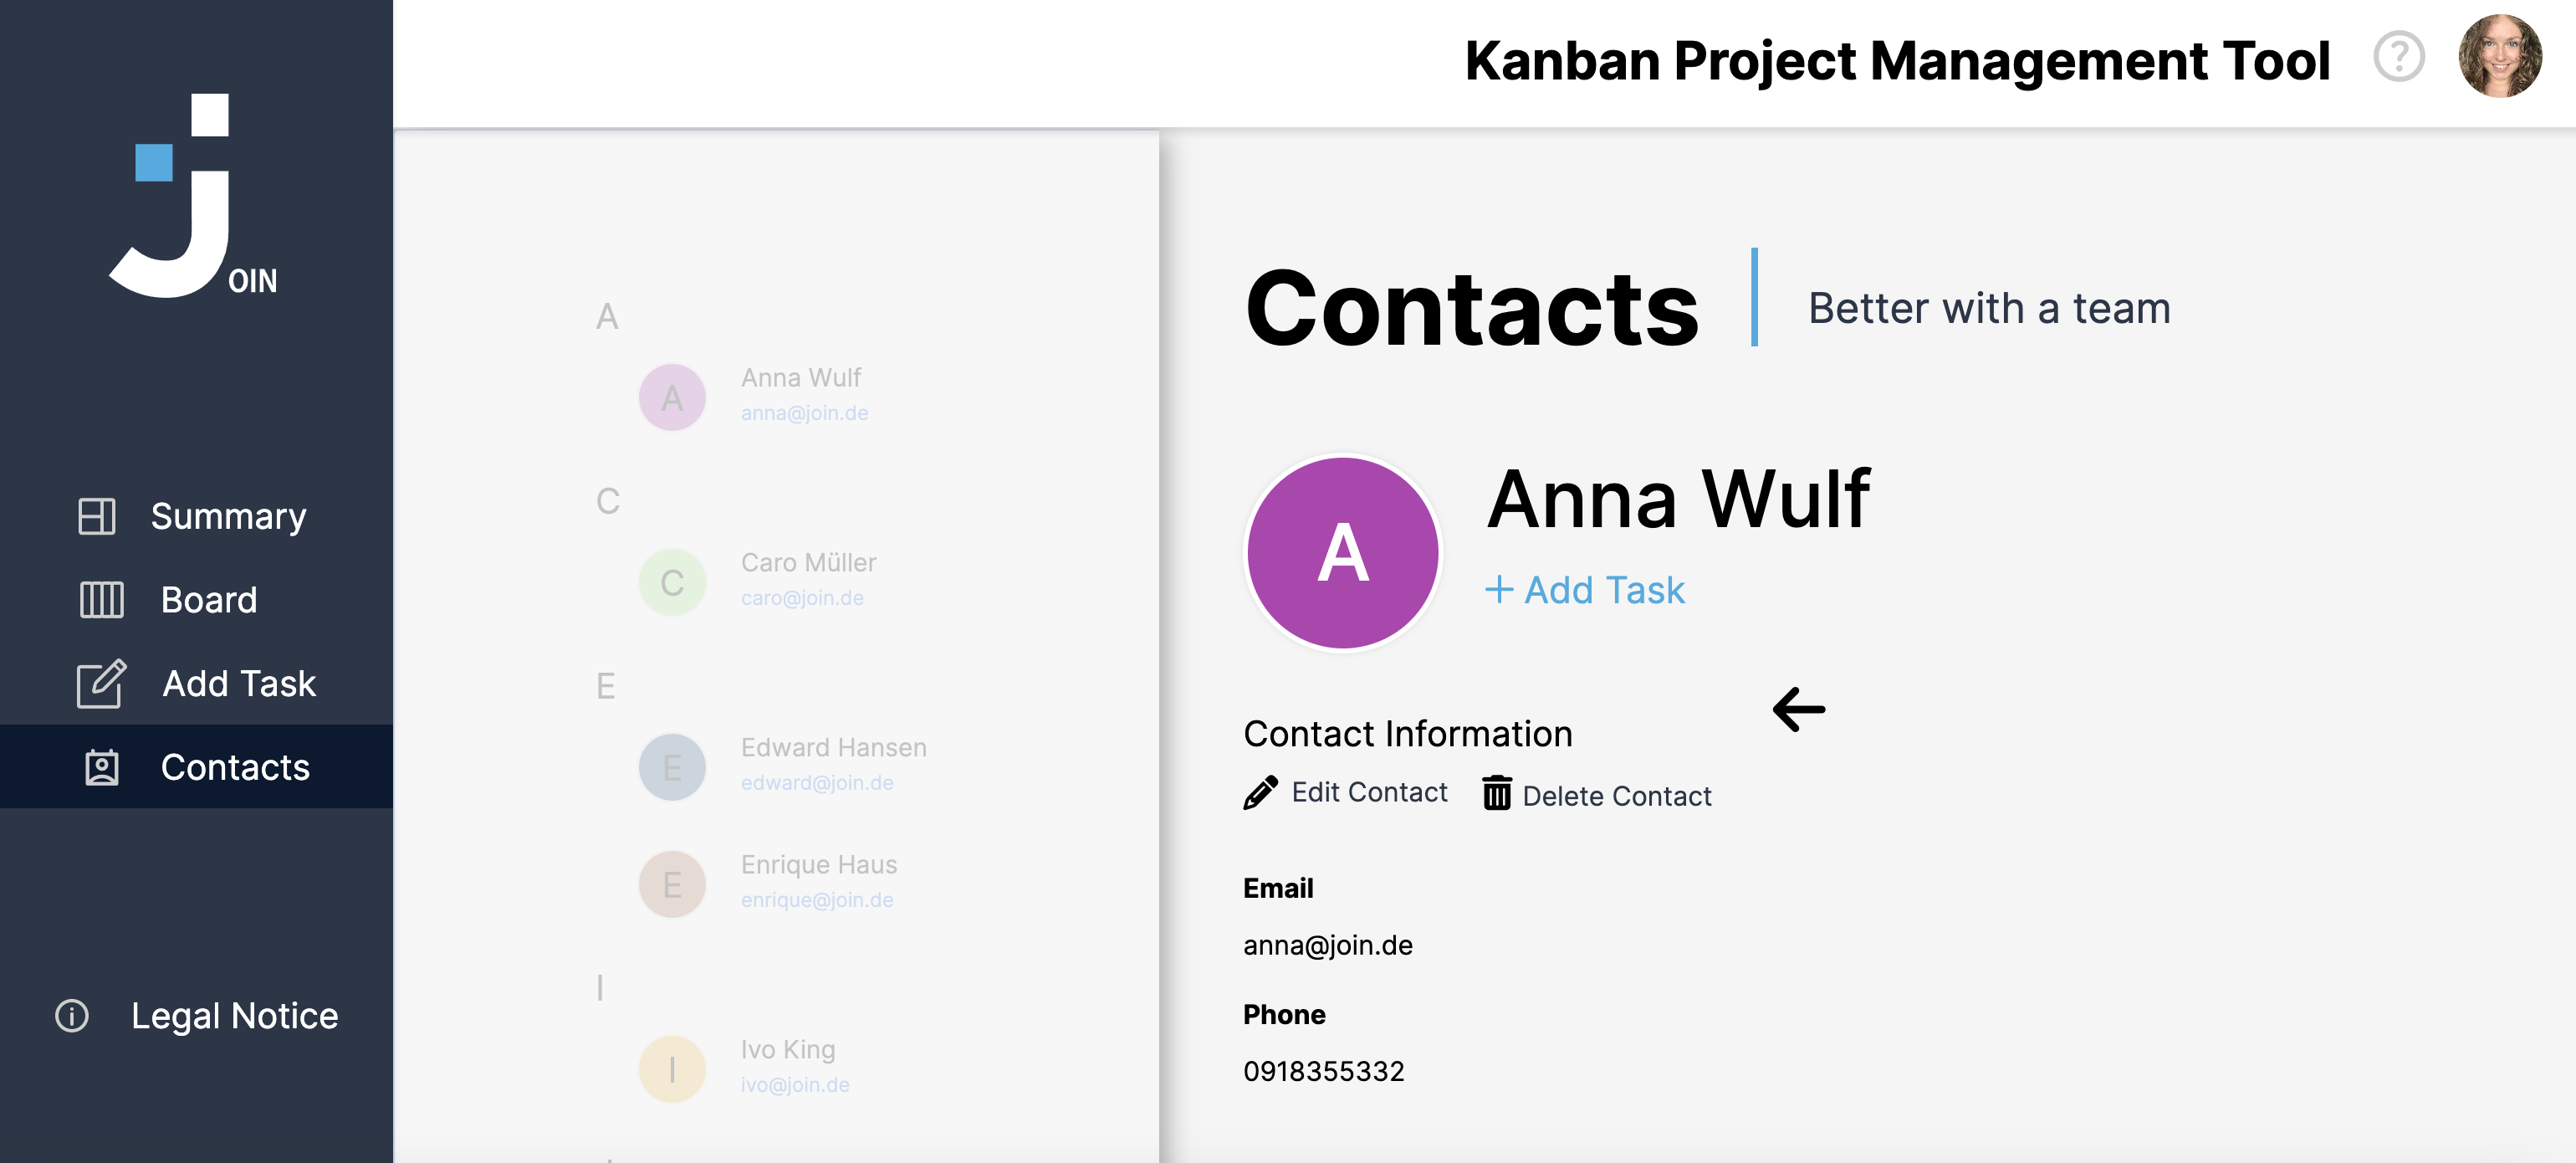 Kanban Project Management Tool
?
JOIN
Summary
Board
Add Task
Contacts
Legal Notice
A
A
Anna Wulf
anna@join.de
C
C
Caro Müller
caro@join.de
E
E
Edward Hansen
edward@join.de
E
Enrique Haus
enrique@join.de
I
I
Ivo King
ivo@join.de
Contacts
Better with a team
A
Anna Wulf
+ Add Task
Contact Information
Edit Contact
Delete Contact
Email
anna@join.de
Phone
0918355332